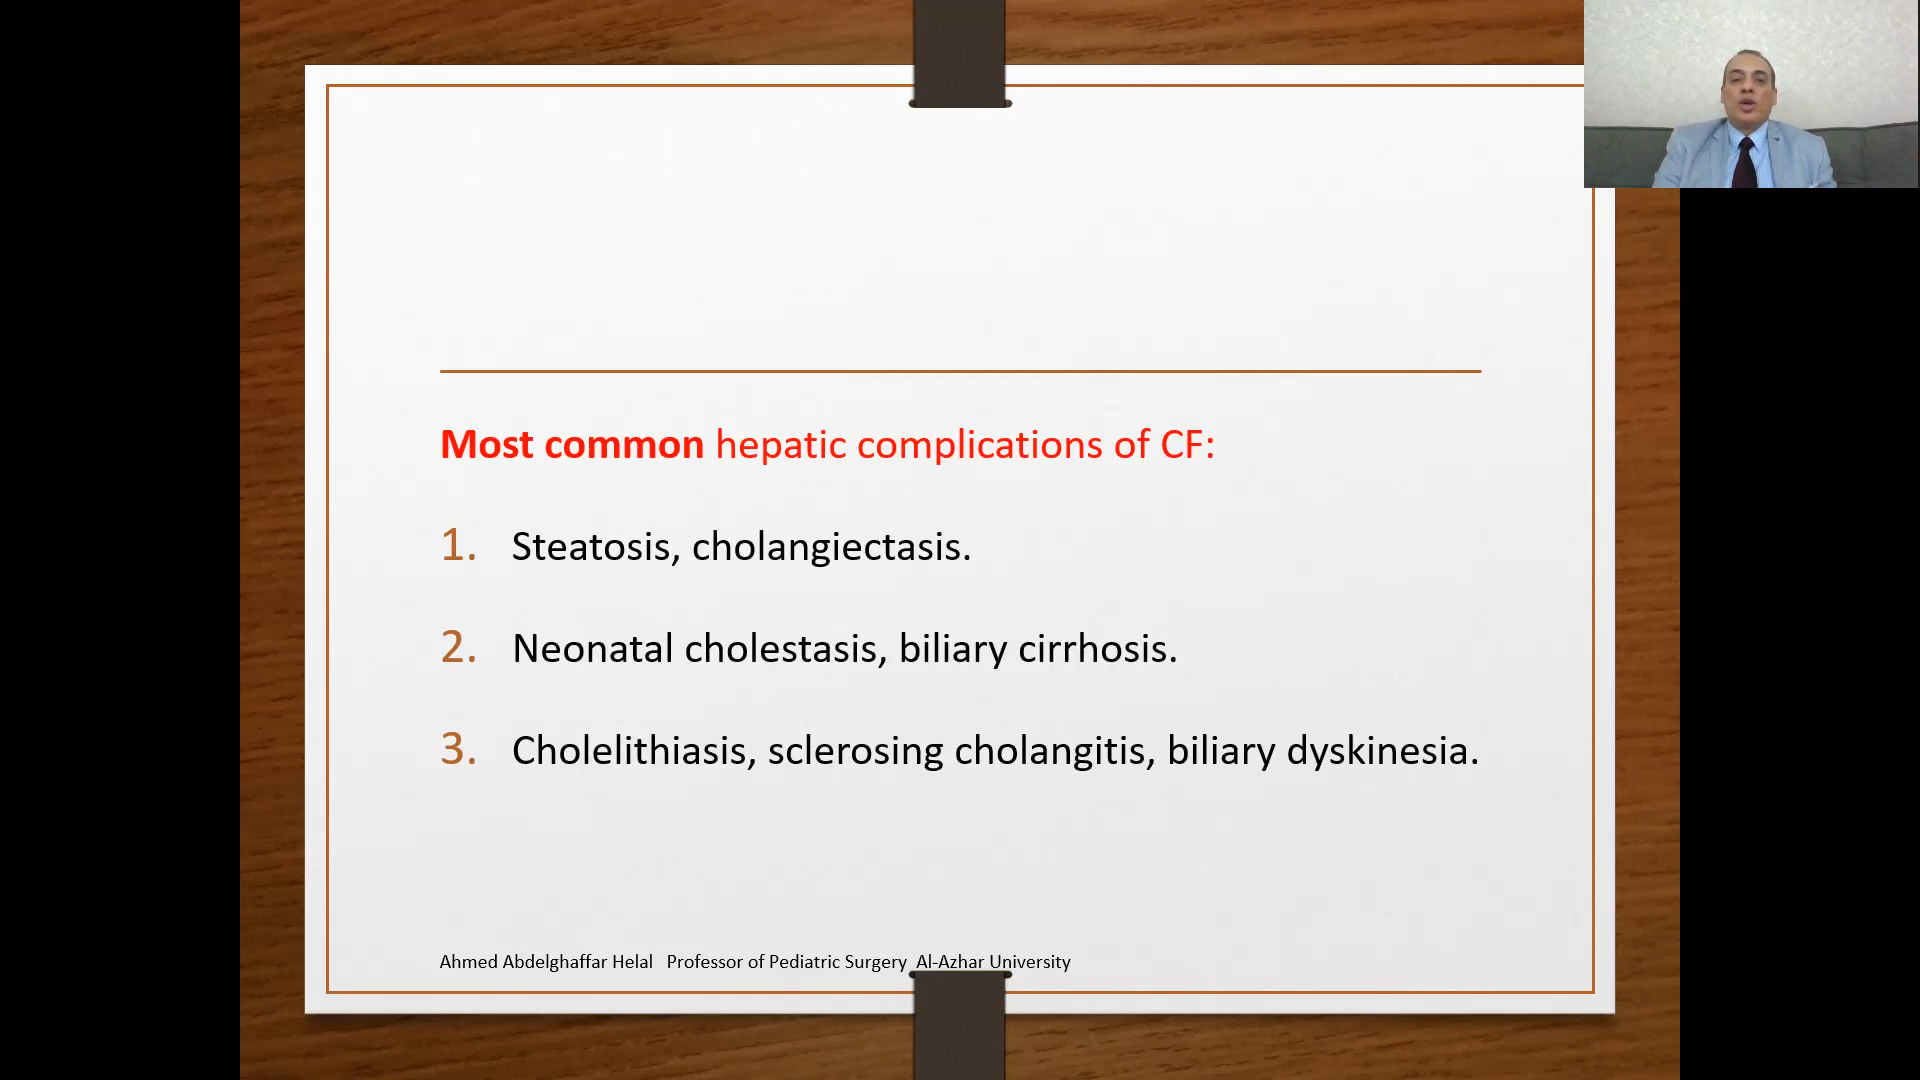 Most common hepatic complications of CF:
1. Steatosis, cholangiectasis.
2. Neonatal cholestasis, biliary cirrhosis.
3. Cholelithiasis, sclerosing cholangitis, biliary dyskinesia.
Ahmed Abdelghaffar Helal Professor of Pediatric Surgery Al-Azhar University